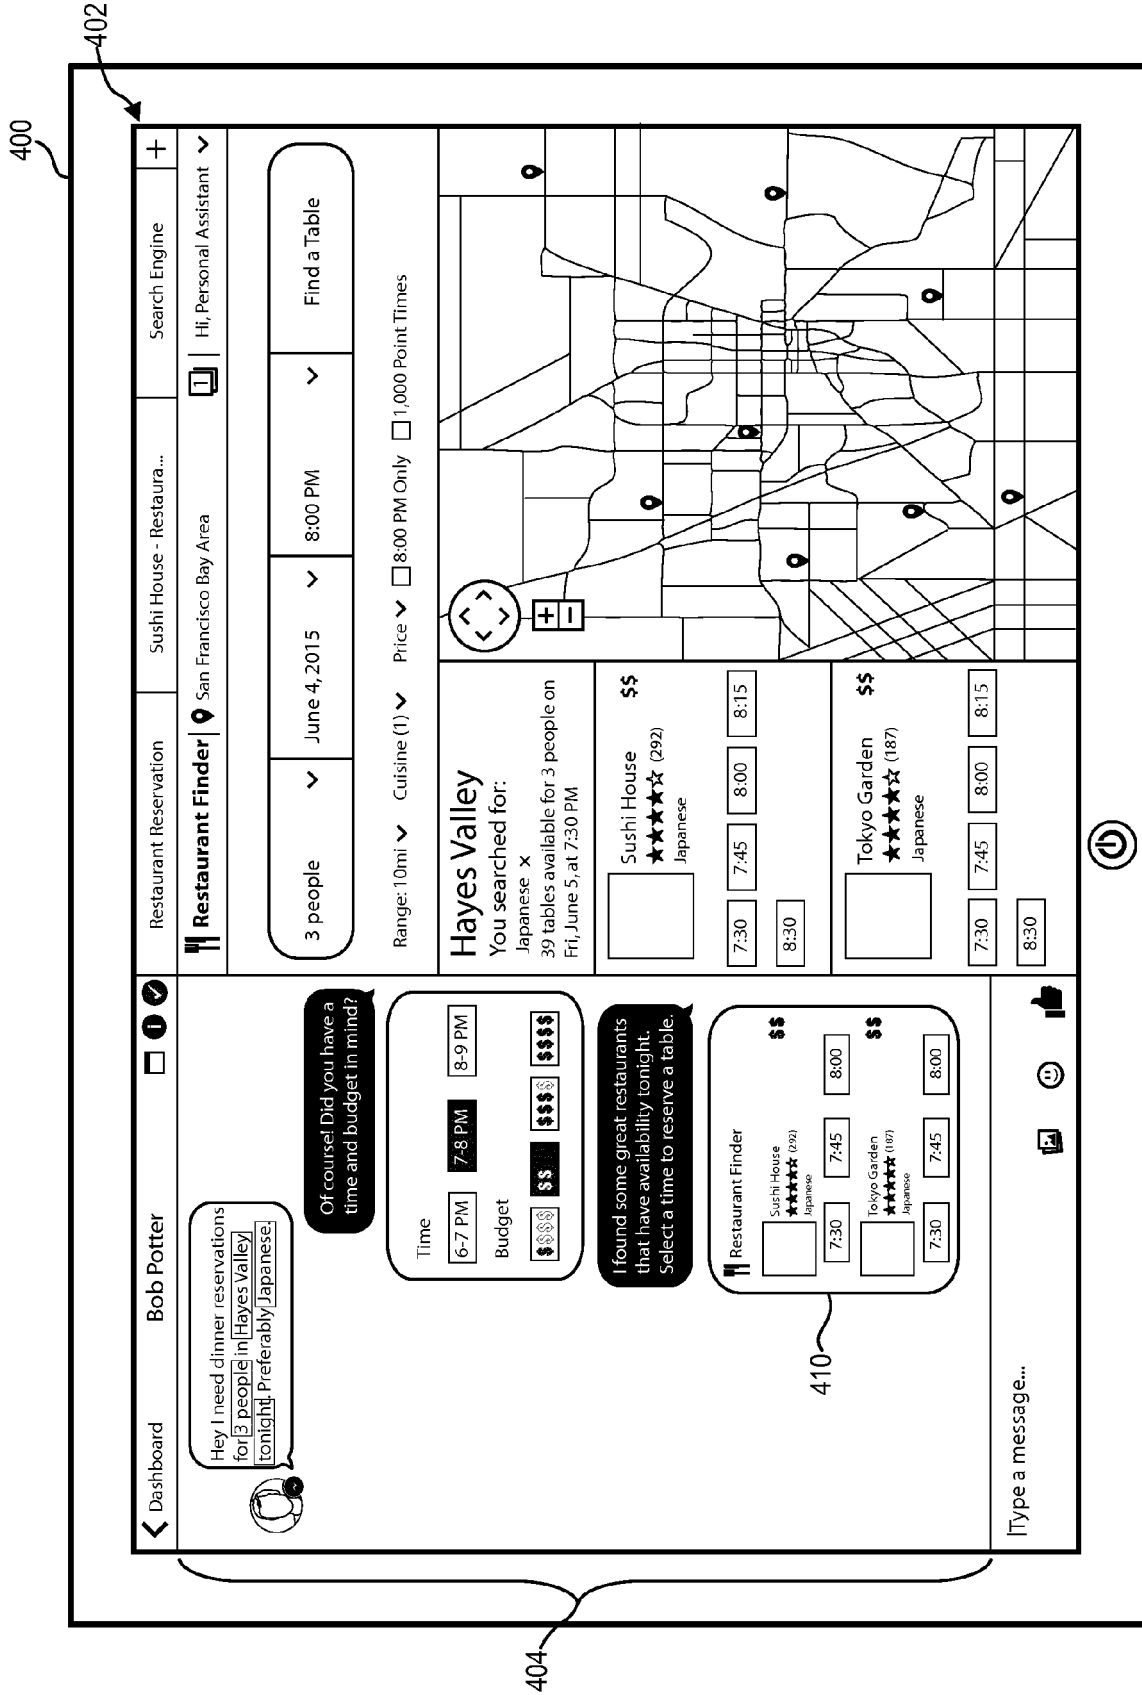 400
402
Dashboard
Bob Potter
Hey I need dinner reservations
for 3 people in Hayes Valley
tonight. Preferably Japanese.
Of course! Did you have a
time and budget in mind?
Time
6-7 PM 7-8 PM 8-9 PM
Budget
$$$$ $$ $$$$ $$$$
I found some great restaurants
that have availability tonight.
Select a time to reserve a table.
Restaurant Finder
Sushi House $$
★★★★☆ (292)
Japanese
7:30 7:45 8:00
Tokyo Garden $$
★★★★☆ (187)
Japanese
7:30 7:45 8:00
Type a message...
404
410
Restaurant Reservation
Sushi House - Restaura...
Search Engine
+
Restaurant Finder San Francisco Bay Area
1 Hi, Personal Assistant
3 people
June 4, 2015
8:00 PM
Find a Table
Range: 10mi Cuisine (1) Price 8:00 PM Only 1,000 Point Times
Hayes Valley
You searched for:
Japanese ×
39 tables available for 3 people on
Fri, June 5, at 7:30 PM
Sushi House $$
★★★★☆ (292)
Japanese
7:30 7:45 8:00 8:15
8:30
Tokyo Garden $$
★★★★☆ (187)
Japanese
7:30 7:45 8:00 8:15
8:30
+
−